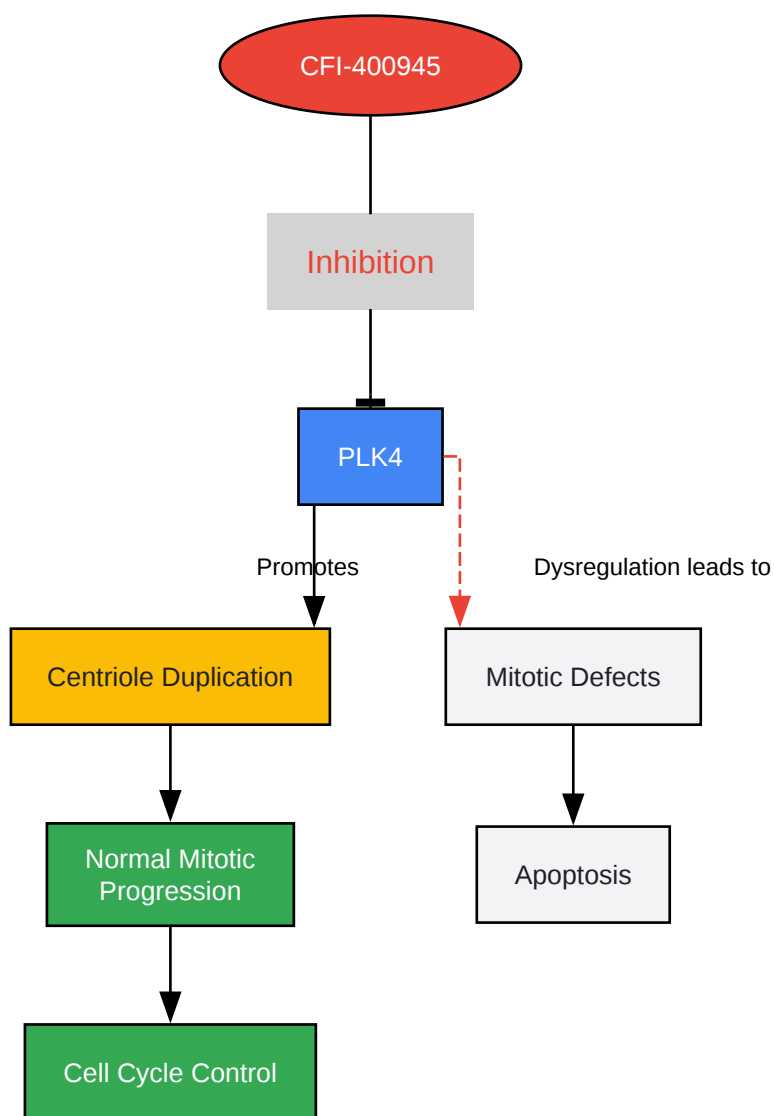 CFI-400945
Inhibition
PLK4
Promotes
Dysregulation leads to
Centriole Duplication
Mitotic Defects
Normal Mitotic
Progression
Apoptosis
Cell Cycle Control